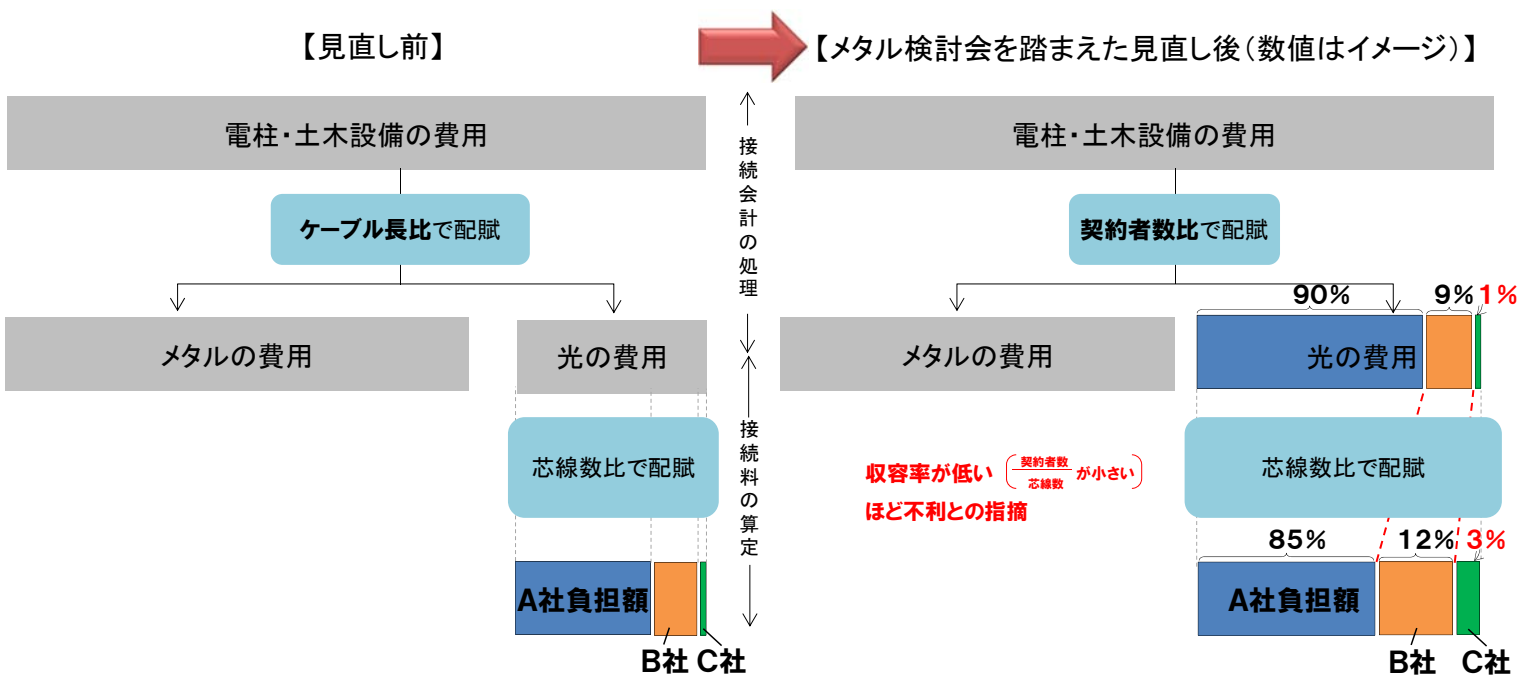 【見直し前】
【メタル検討会を踏まえた見直し後(数値はイメージ)】
電柱・土木設備の費用
ケーブル長比で配賦
メタルの費用
光の費用
芯線数比で配賦
A社負担額
B社 C社
接続会計の処理
接続料の算定
電柱・土木設備の費用
契約者数比で配賦
90% 9% 1%
メタルの費用
光の費用
収容率が低い(契約者数/芯線数が小さい)
ほど不利との指摘
芯線数比で配賦
85% 12% 3%
A社負担額
B社 C社